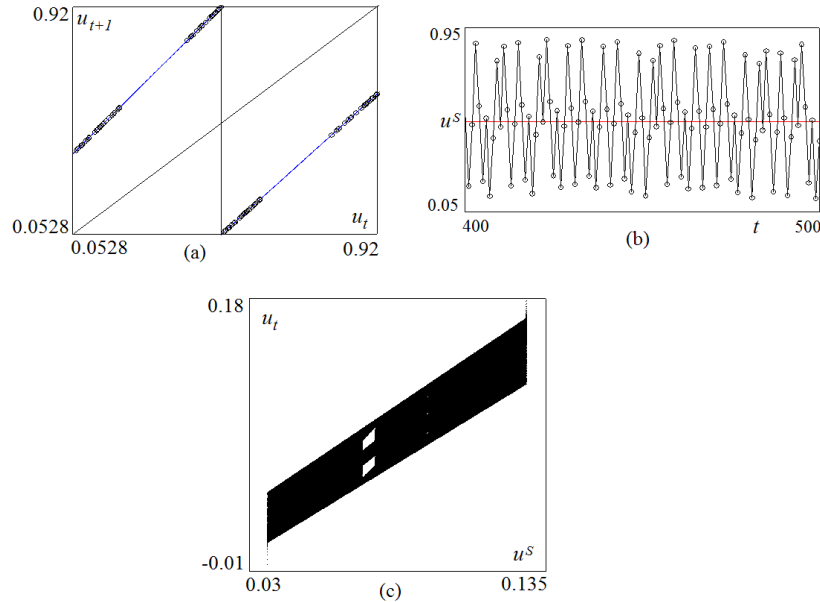 0.92
u_{t+1}
0.0528
u_t
0.0528
0.92
(a)
0.95
u^S
0.05
400
t
500
(b)
0.18
u_t
-0.01
u^S
0.03
0.135
(c)